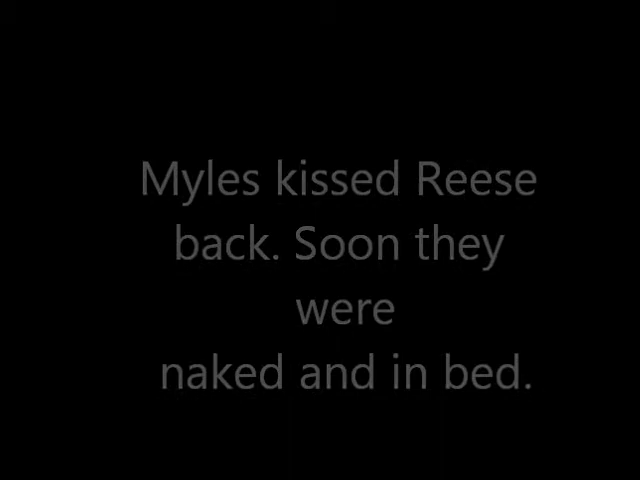 Myles kissed Reese
back. Soon they
were
naked and in bed.